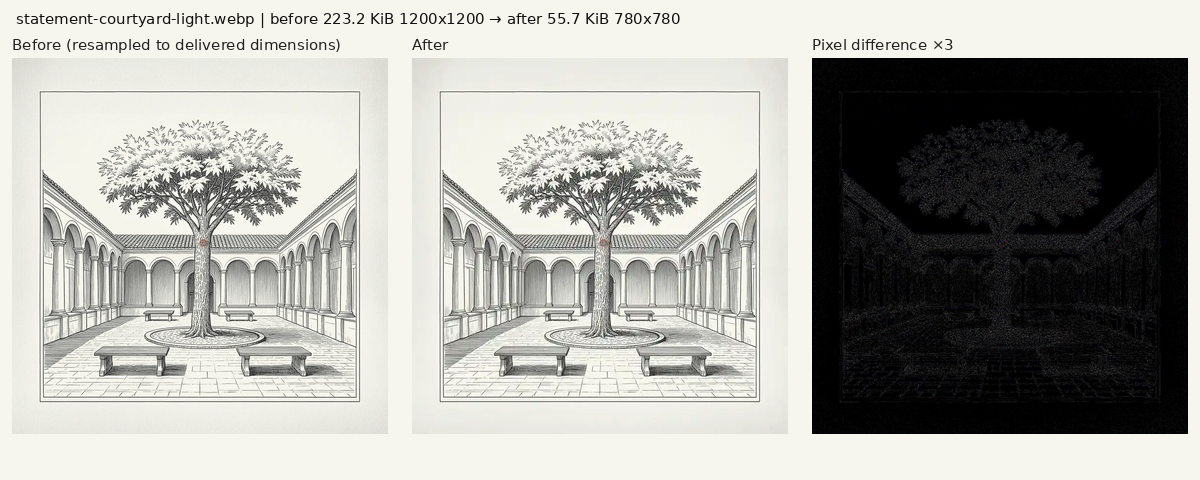 statement-courtyard-light.webp | before 223.2 KiB 1200x1200 → after 55.7 KiB 780x780
Before (resampled to delivered dimensions)
After
Pixel difference ×3